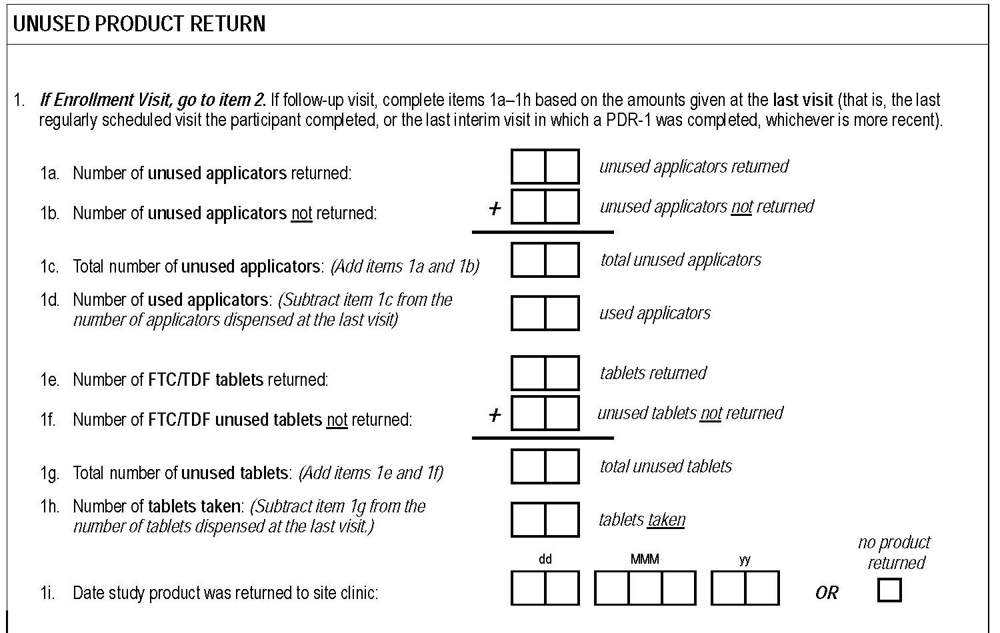 UNUSED PRODUCT RETURN
1. If Enrollment Visit, go to item 2. If follow-up visit, complete items 1a–1h based on the amounts given at the last visit (that is, the last
regularly scheduled visit the participant completed, or the last interim visit in which a PDR-1 was completed, whichever is more recent).
1a. Number of unused applicators returned: unused applicators returned
1b. Number of unused applicators not returned: + unused applicators not returned
1c. Total number of unused applicators: (Add items 1a and 1b) total unused applicators
1d. Number of used applicators: (Subtract item 1c from the
number of applicators dispensed at the last visit) used applicators
1e. Number of FTC/TDF tablets returned: tablets returned
1f. Number of FTC/TDF unused tablets not returned: + unused tablets not returned
1g. Total number of unused tablets: (Add items 1e and 1f) total unused tablets
1h. Number of tablets taken: (Subtract item 1g from the
number of tablets dispensed at the last visit.) tablets taken
dd MMM yy no product
returned
1i. Date study product was returned to site clinic: OR